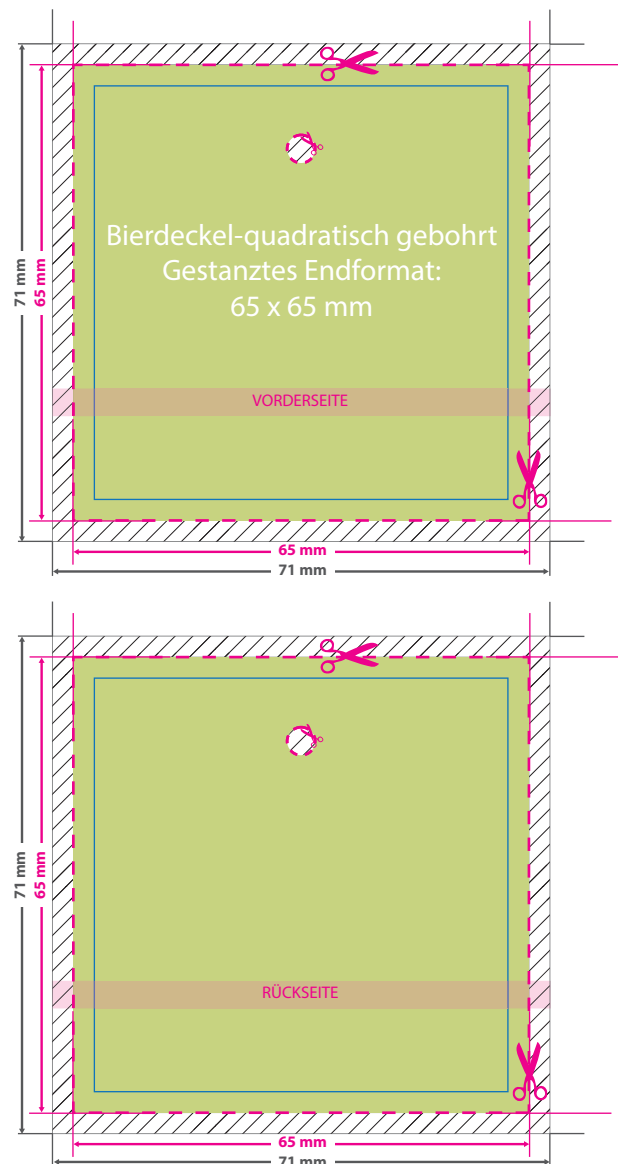 71 mm
65 mm
Bierdeckel-quadratisch gebohrt
Gestanztes Endformat:
65 x 65 mm
VORDERSEITE
65 mm
71 mm
71 mm
65 mm
RÜCKSEITE
65 mm
71 mm